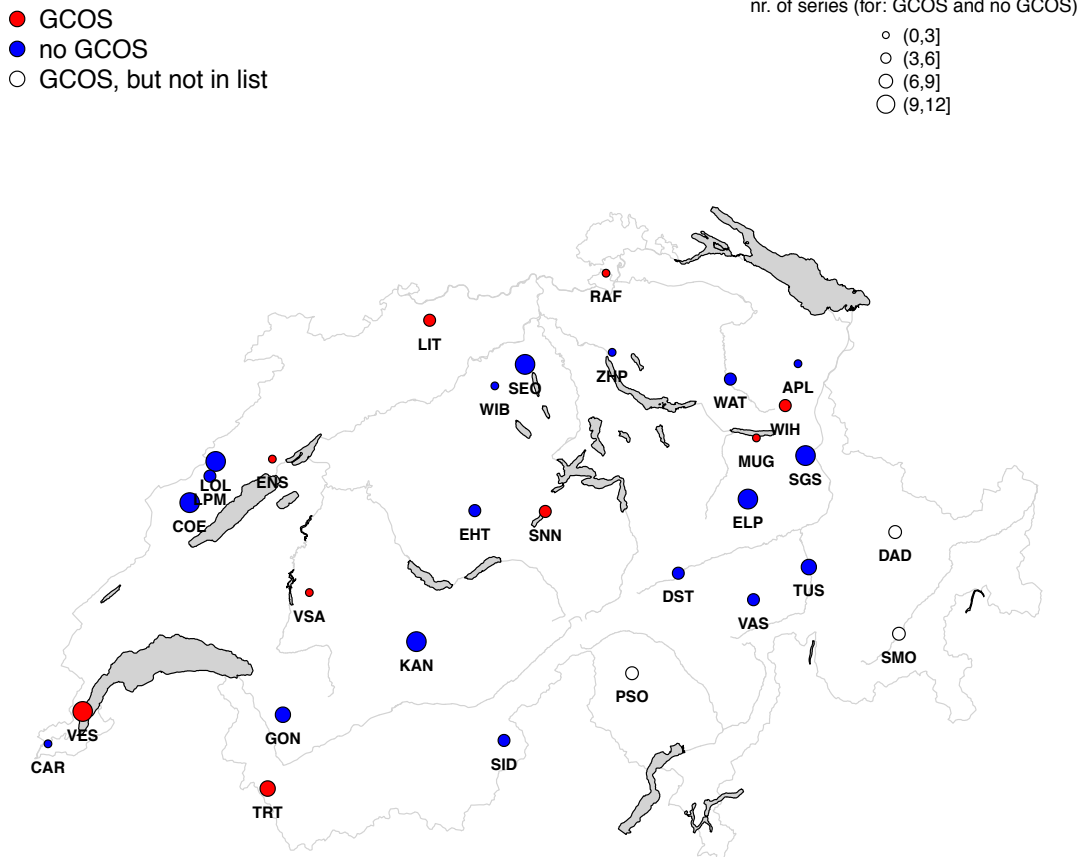 GCOS
no GCOS
GCOS, but not in list
nr. of series (for: GCOS and no GCOS)
(0,3]
(3,6]
(6,9]
(9,12]
RAF
LIT
ZHP
SEO
APL
WIB
WAT
WIH
MUG
ENS
SGS
LOL
LPM
COE
ELP
EHT
SNN
DAD
TUS
DST
VSA
VAS
SMO
KAN
PSO
VES
GON
SID
CAR
TRT